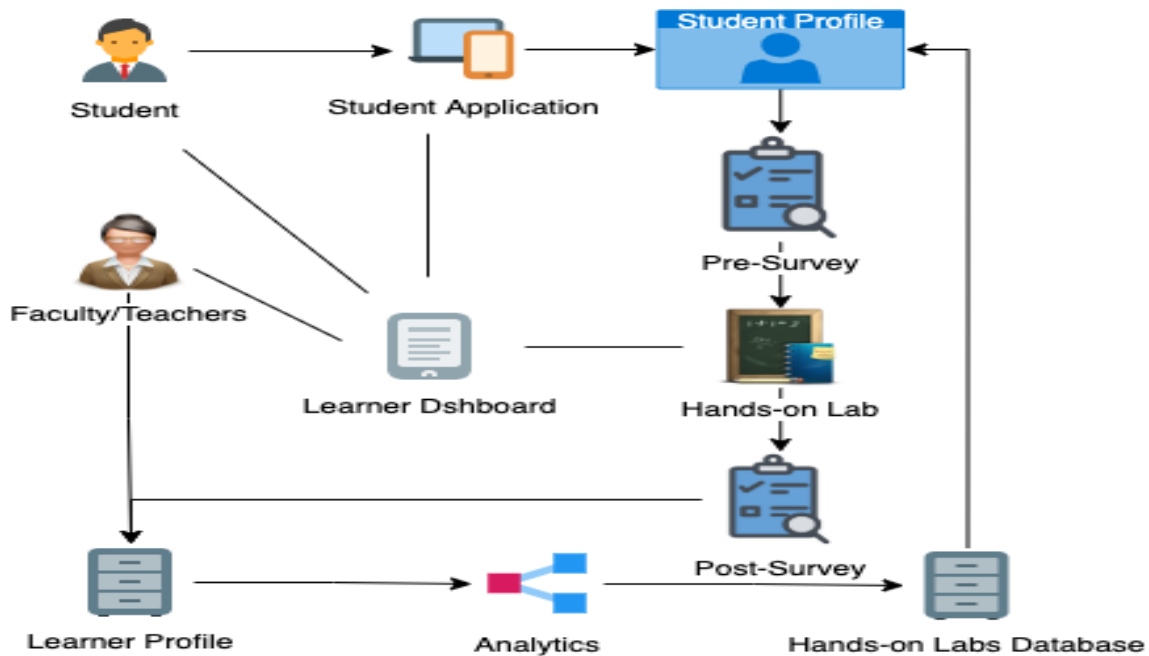 Student Profile
Student
Student Application
Pre-Survey
Faculty/Teachers
Learner Dshboard
Hands-on Lab
Post-Survey
Learner Profile
Analytics
Hands-on Labs Database